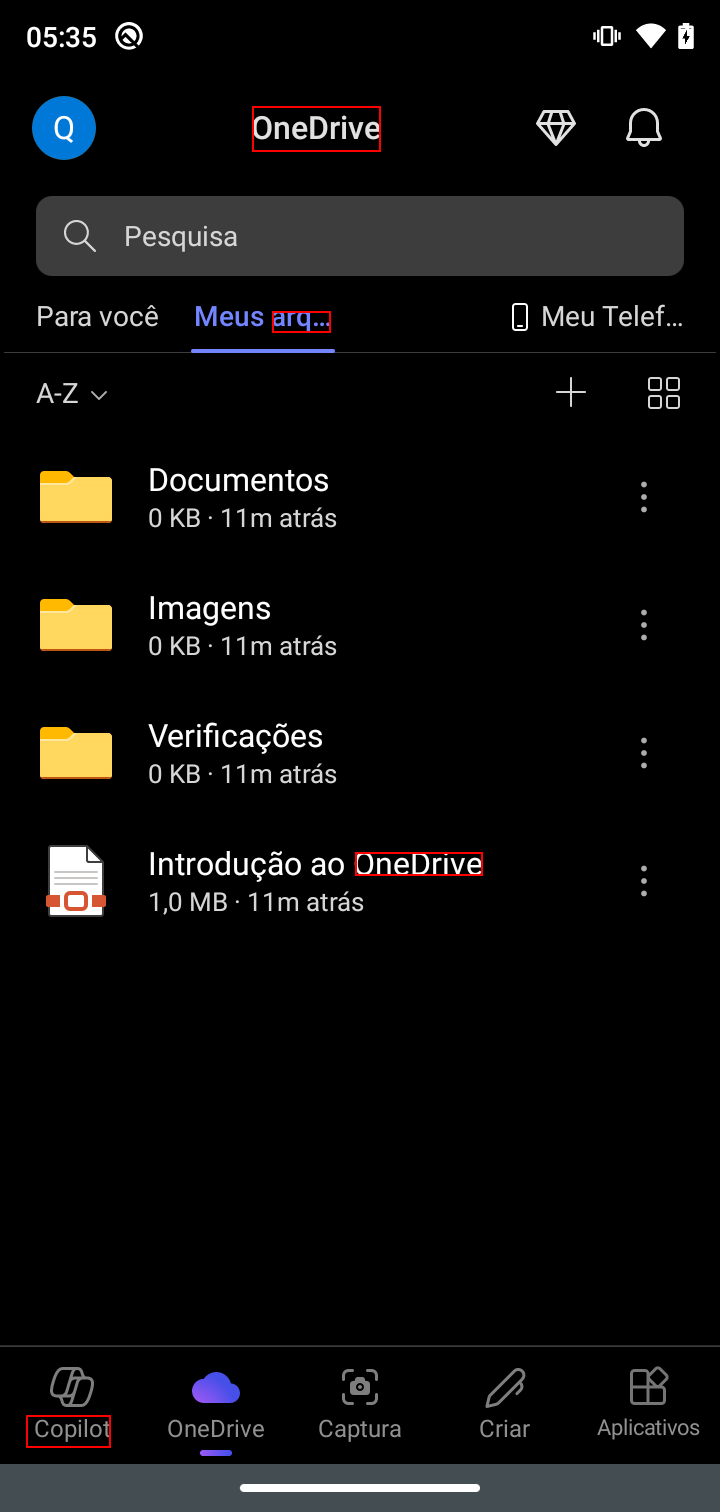 05:35
Q
OneDrive
Pesquisa
Para você
Meus arq...
Meu Telef...
A-Z
Documentos
0 KB · 11m atrás
Imagens
0 KB · 11m atrás
Verificações
0 KB · 11m atrás
Introdução ao OneDrive
1,0 MB · 11m atrás
Copilot
OneDrive
Captura
Criar
Aplicativos